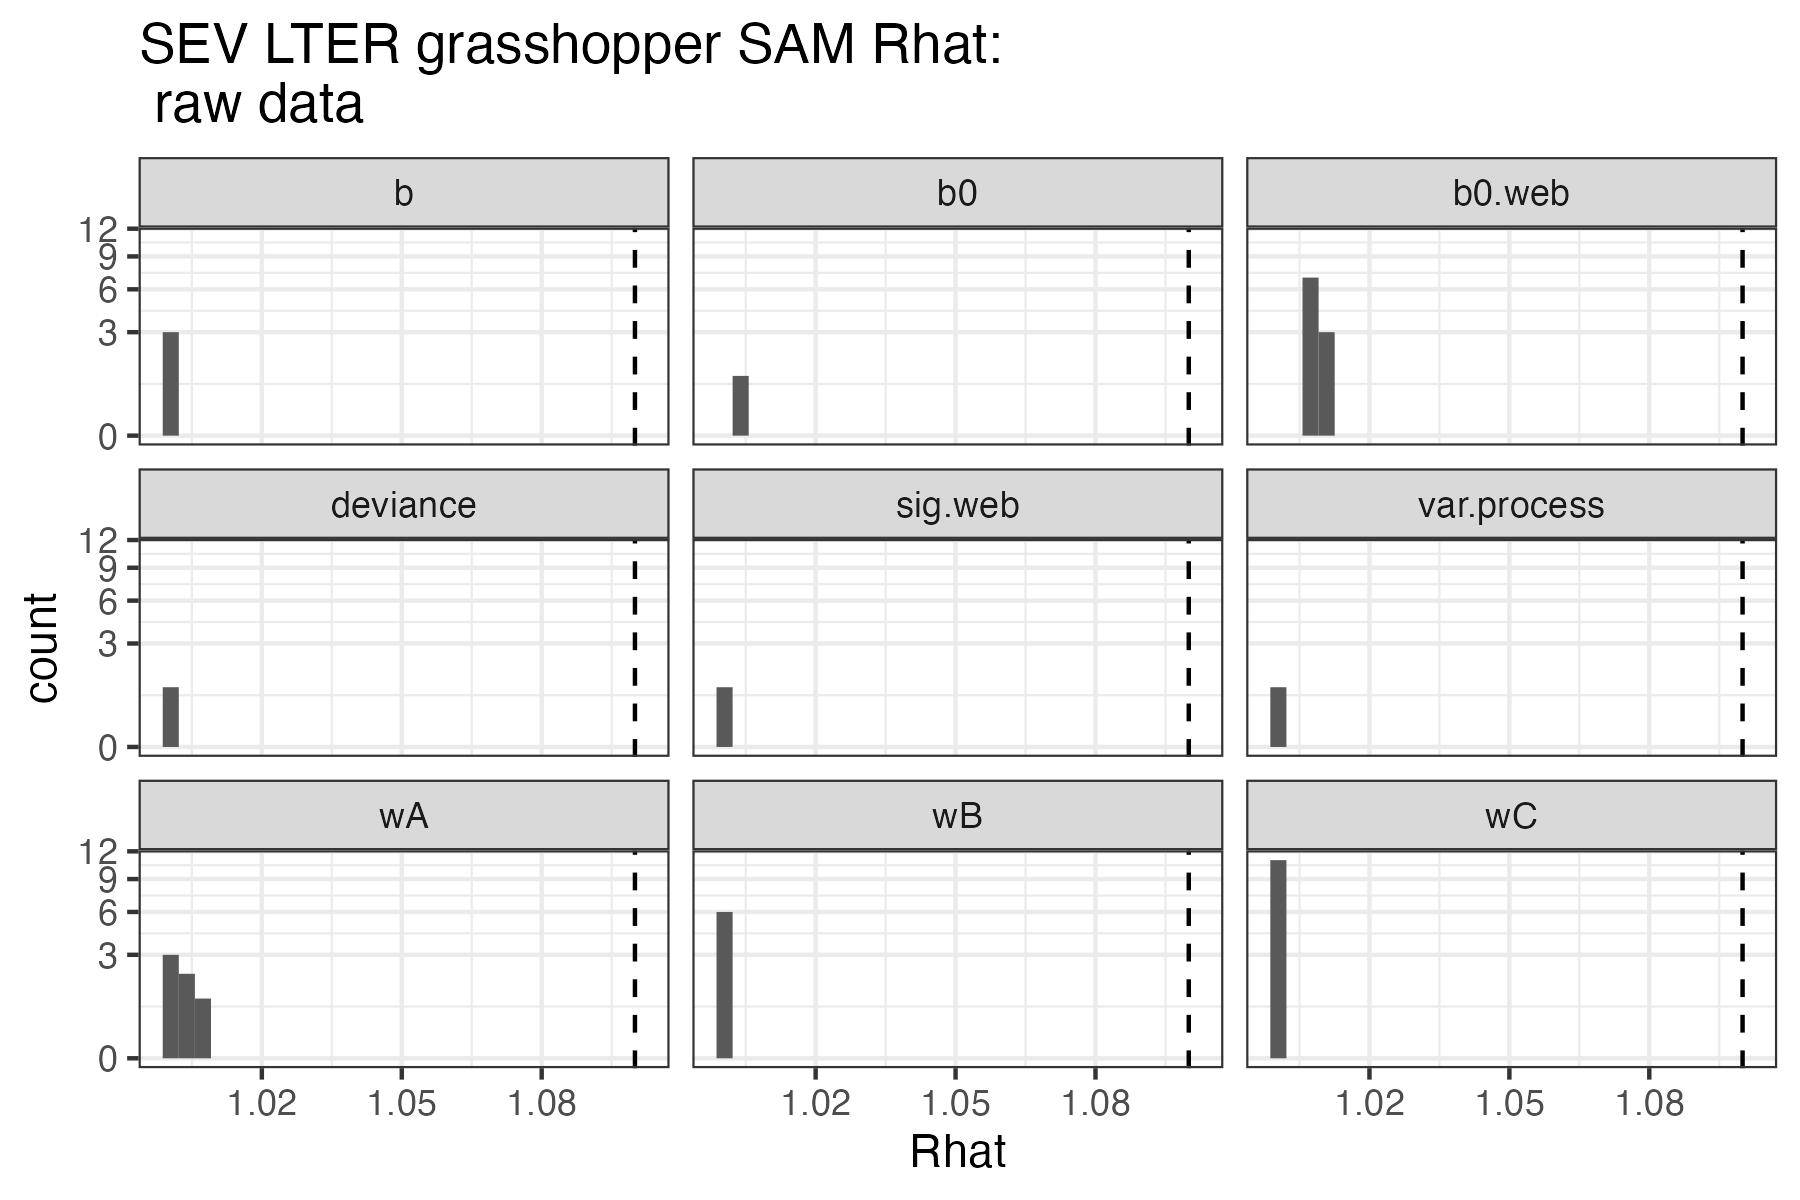 SEV LTER grasshopper SAM Rhat:
raw data
b
b0
b0.web
12
9
6
3
0
deviance
sig.web
var.process
12
9
6
3
0
count
wA
wB
wC
12
9
6
3
0
1.02 1.05 1.08 1.02 1.05 1.08 1.02 1.05 1.08
Rhat